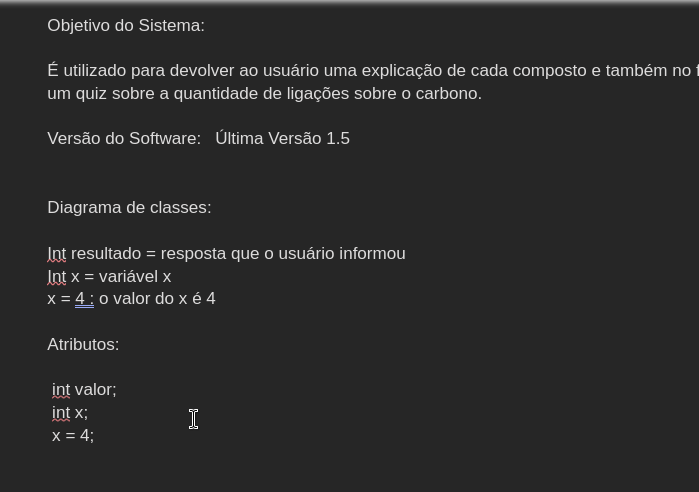 Objetivo do Sistema:
É utilizado para devolver ao usuário uma explicação de cada composto e também no
um quiz sobre a quantidade de ligações sobre o carbono.
Versão do Software: Última Versão 1.5
Diagrama de classes:
Int resultado = resposta que o usuário informou
Int x = variável x
x = 4 : o valor do x é 4
Atributos:
int valor;
int x;
x = 4;